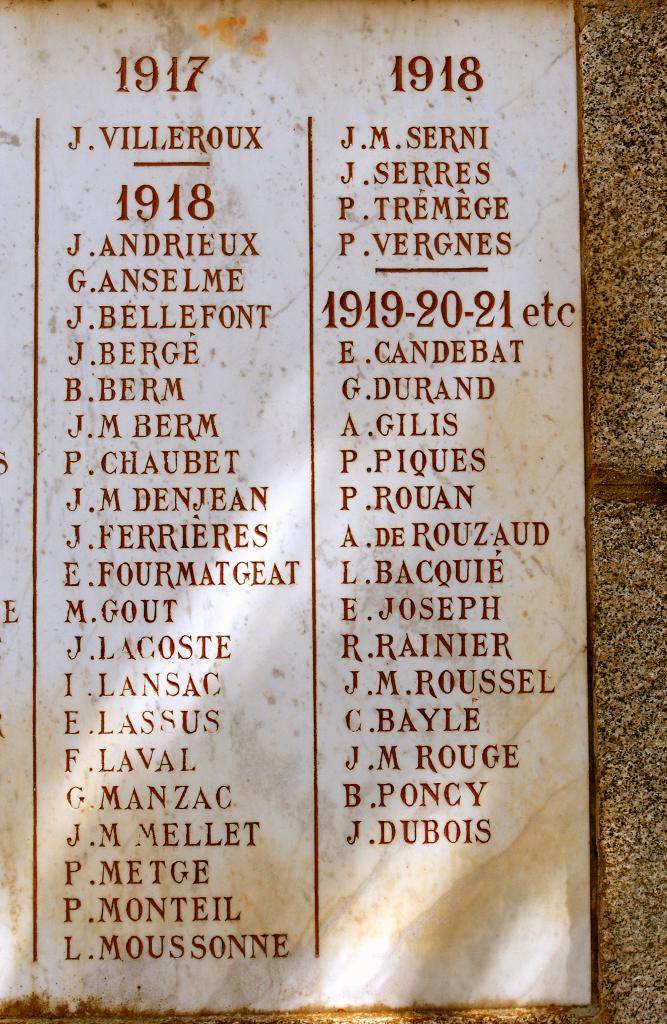 1917
J. VILLEROUX
1918
J. ANDRIEUX
G. ANSELME
J. BELLEFONT
J. BERGÉ
B. BERM
J. M BERM
P. CHAUBET
J. M DENJEAN
J. FERRIÈRES
E. FOURMATGEAT
M. GOUT
J. LACOSTE
I. LANSAC
E. LASSUS
F. LAVAL
G. MANZAC
J. M MELLET
P. METGE
P. MONTEIL
L. MOUSSONNE
1918
J. M. SERNI
J. SERRES
P. TRÉMÊGE
P. VERGNES
1919-20-21 etc
E. CANDEBAT
G. DURAND
A. GILIS
P. PIQUES
P. ROUAN
A. DE ROUZAUD
L. BACQUIÉ
E. JOSEPH
R. RAINIER
J. M. ROUSSEL
C. BAYLÉ
J. M ROUGE
B. PONCY
J. DUBOIS